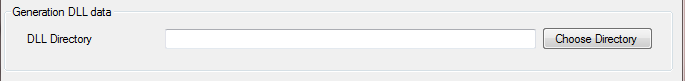 Generation DLL data
DLL Directory
Choose Directory